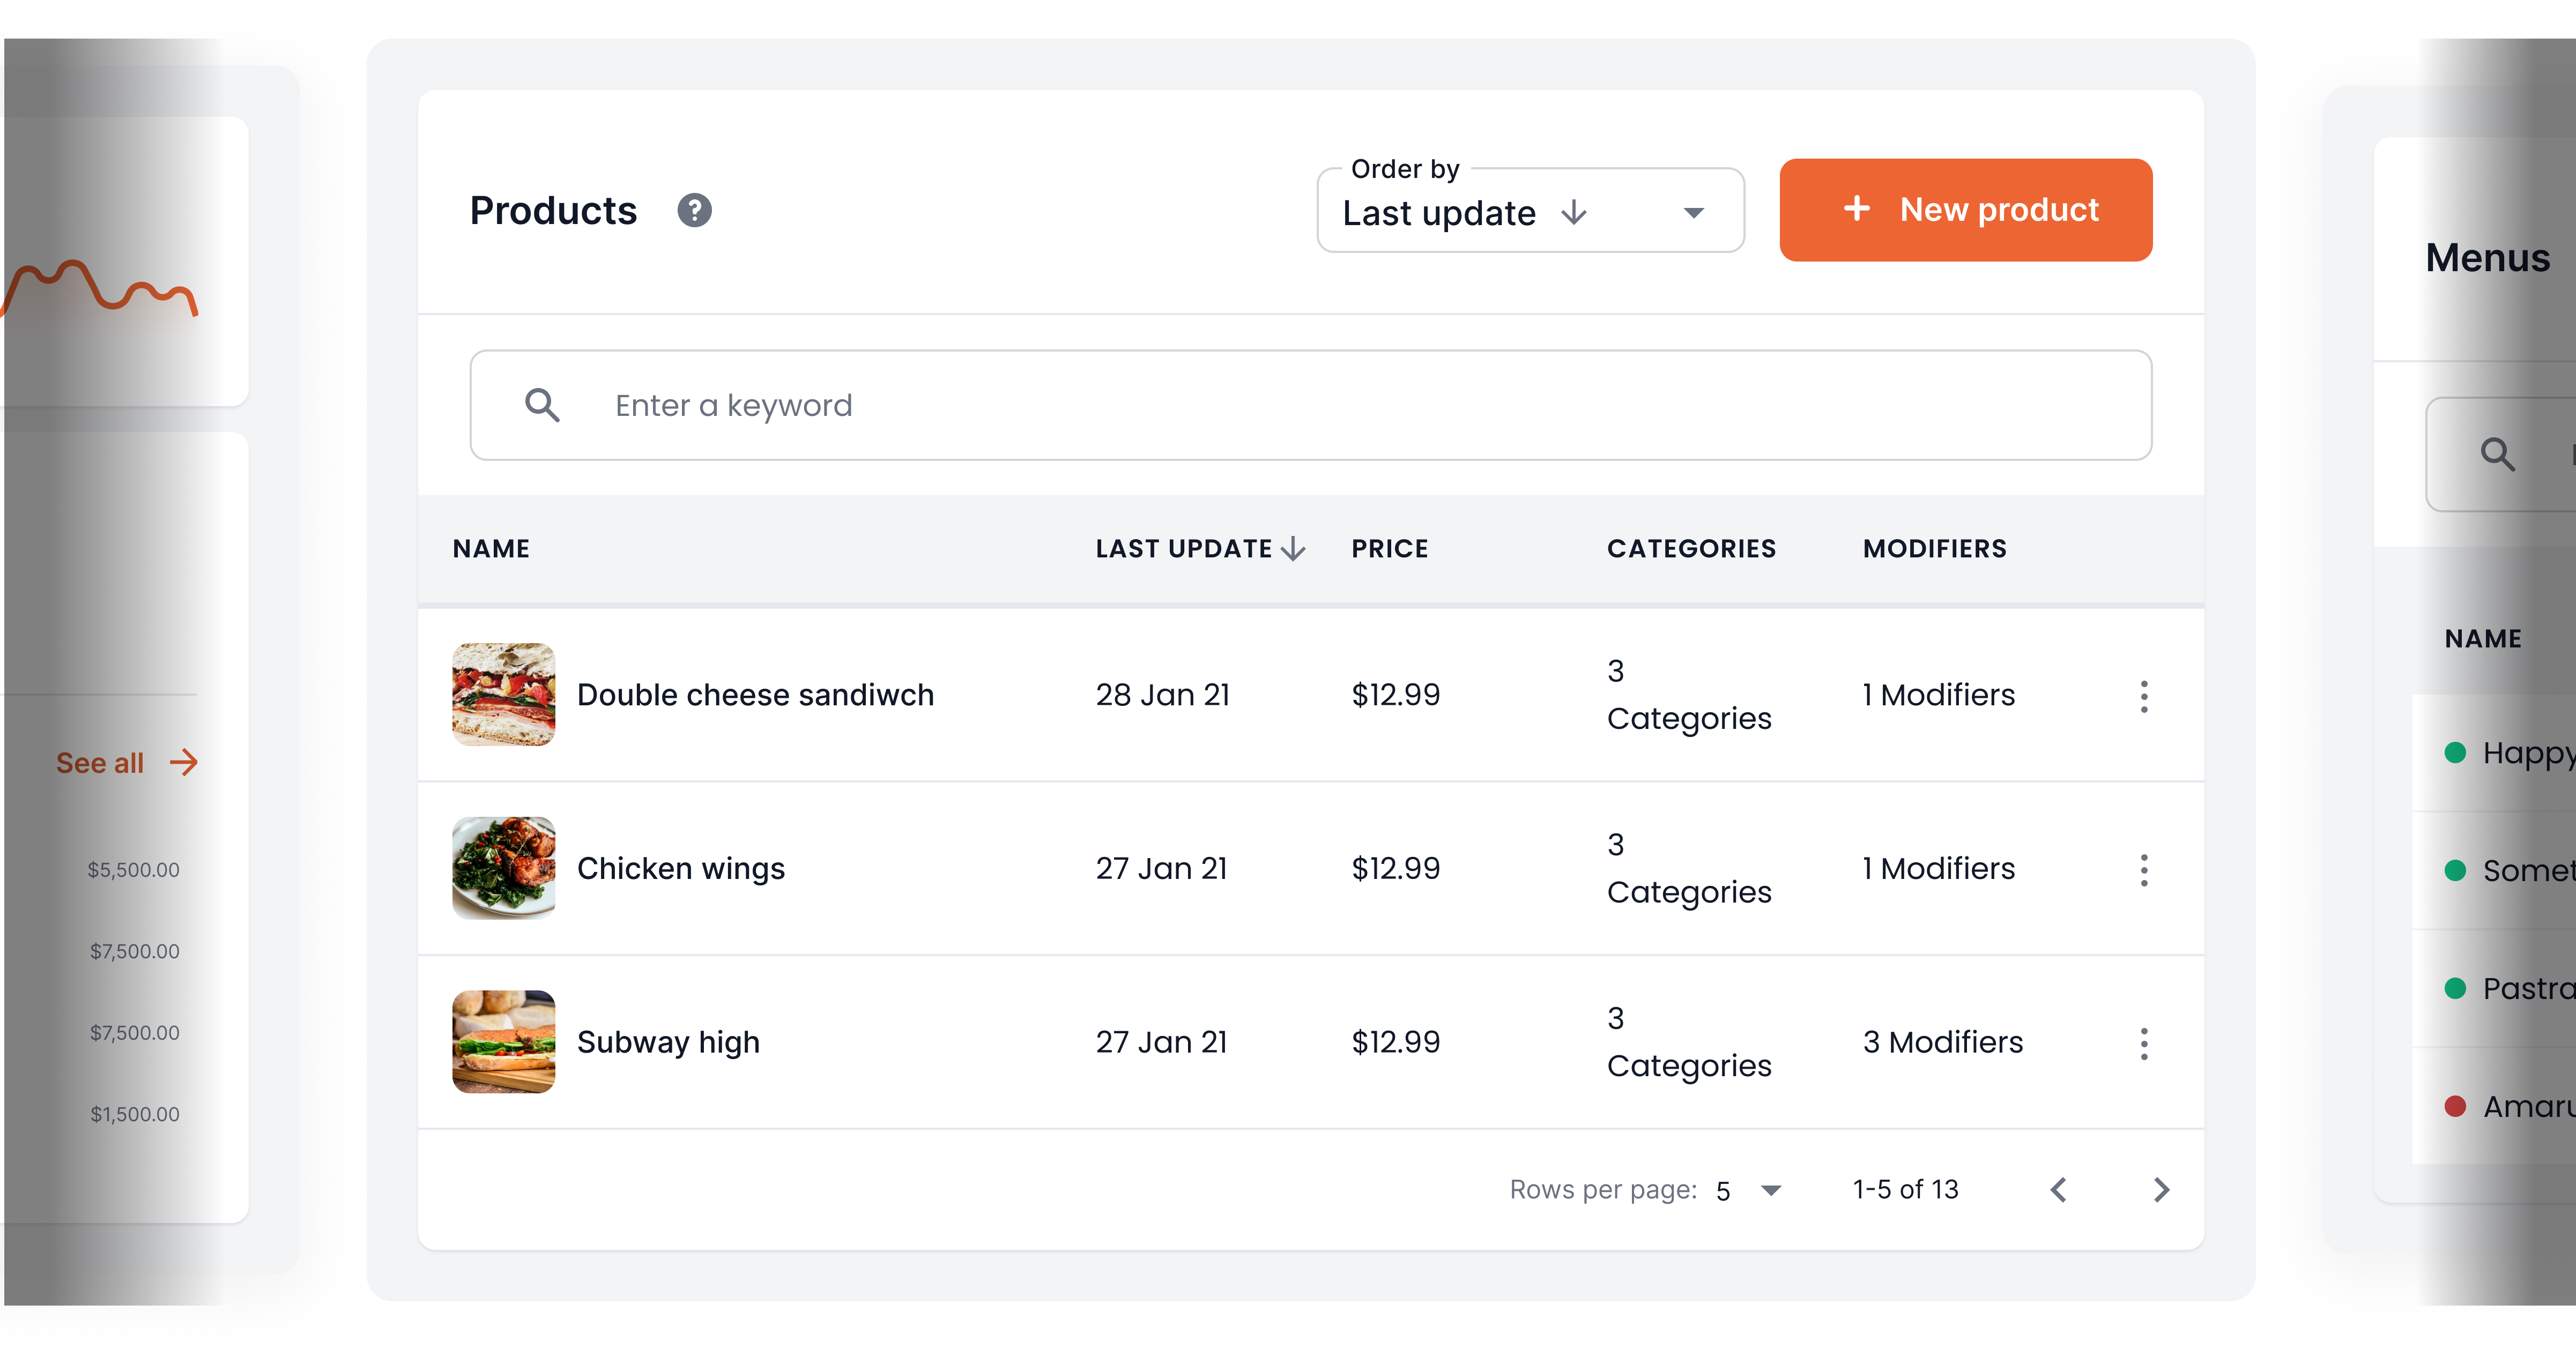 See all
$5,500.00
$7,500.00
$7,500.00
$1,500.00
Products
Order by
Last update
+ New product
Enter a keyword
NAME LAST UPDATE PRICE CATEGORIES MODIFIERS
Double cheese sandiwch 28 Jan 21 $12.99 3 Categories 1 Modifiers
Chicken wings 27 Jan 21 $12.99 3 Categories 1 Modifiers
Subway high 27 Jan 21 $12.99 3 Categories 3 Modifiers
Rows per page: 5 1-5 of 13
Menus
NAME
Happy